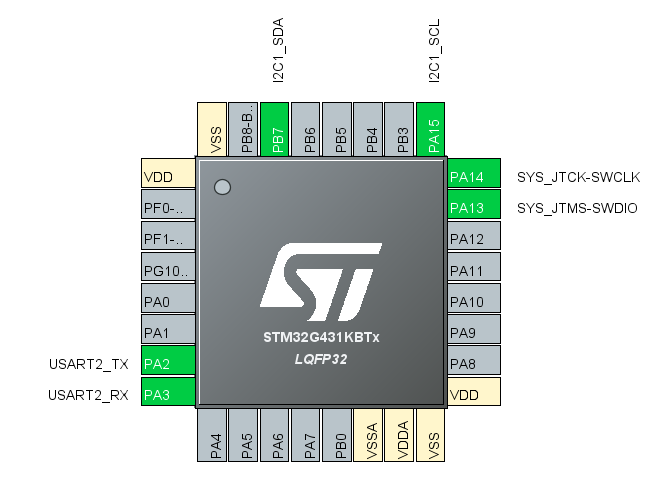 I2C1_SDA
I2C1_SCL
VSS
PB8-B..
PB7
PB6
PB5
PB4
PB3
PA15
VDD
PF0-..
PF1-..
PG10..
PA0
PA1
USART2_TX PA2
USART2_RX PA3
PA14 SYS_JTCK-SWCLK
PA13 SYS_JTMS-SWDIO
PA12
PA11
PA10
PA9
PA8
VDD
ST
STM32G431KBTx
LQFP32
PA4
PA5
PA6
PA7
PB0
VSSA
VDDA
VSS